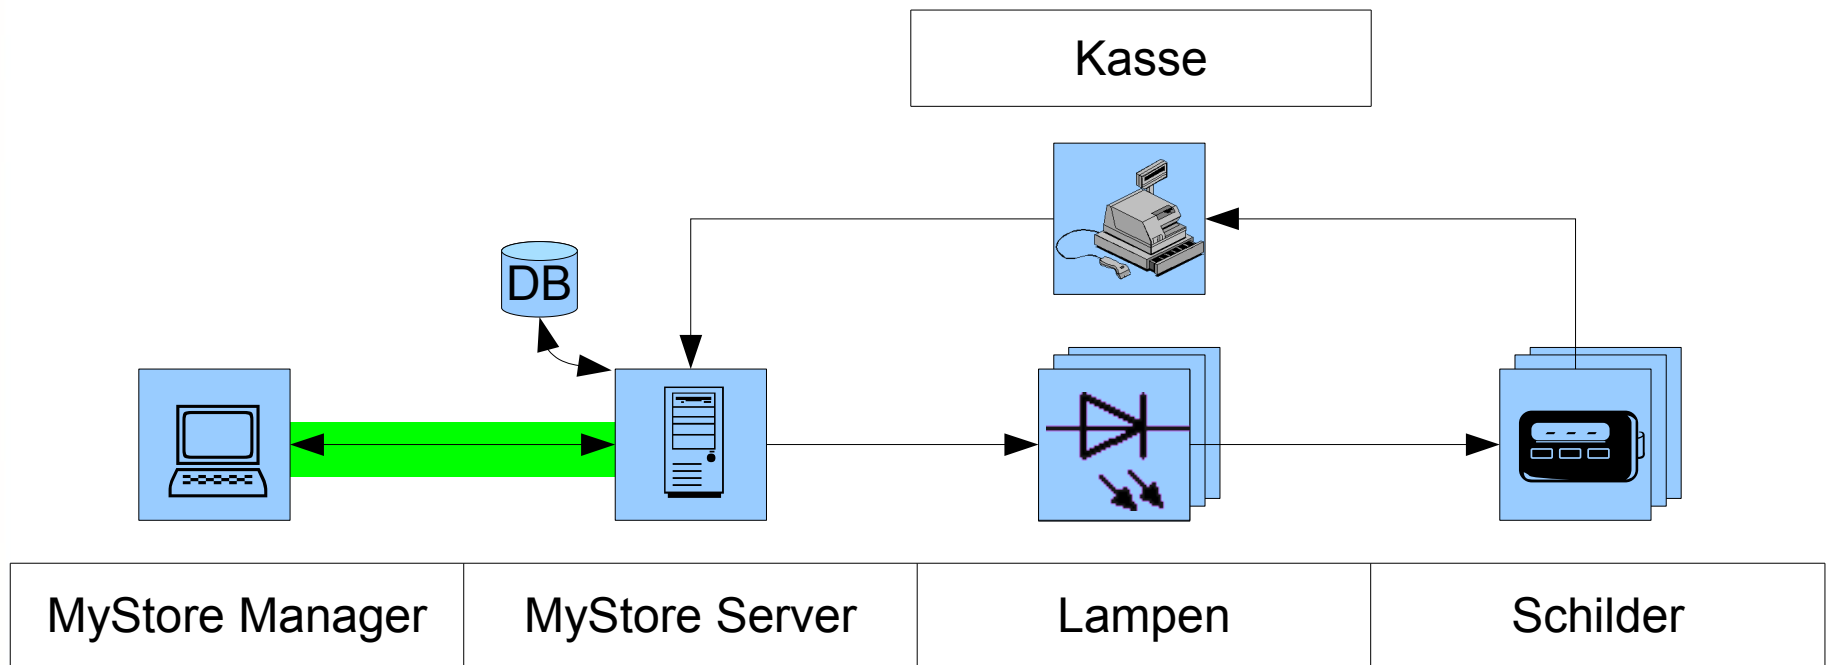 Kasse
DB
MyStore Manager
MyStore Server
Lampen
Schilder